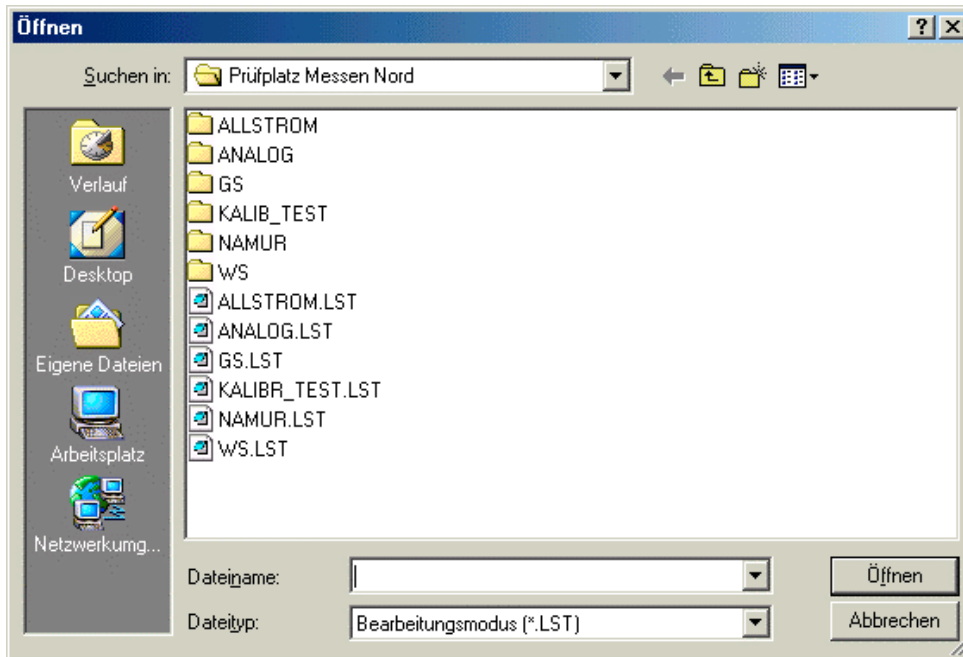 Öffnen
Suchen in: Prüfplatz Messen Nord
Verlauf
Desktop
Eigene Dateien
Arbeitsplatz
Netzwerkumg...
ALLSTROM
ANALOG
GS
KALIB_TEST
NAMUR
WS
ALLSTROM.LST
ANALOG.LST
GS.LST
KALIBR_TEST.LST
NAMUR.LST
WS.LST
Dateiname:
Öffnen
Dateityp: Bearbeitungsmodus (*.LST)
Abbrechen